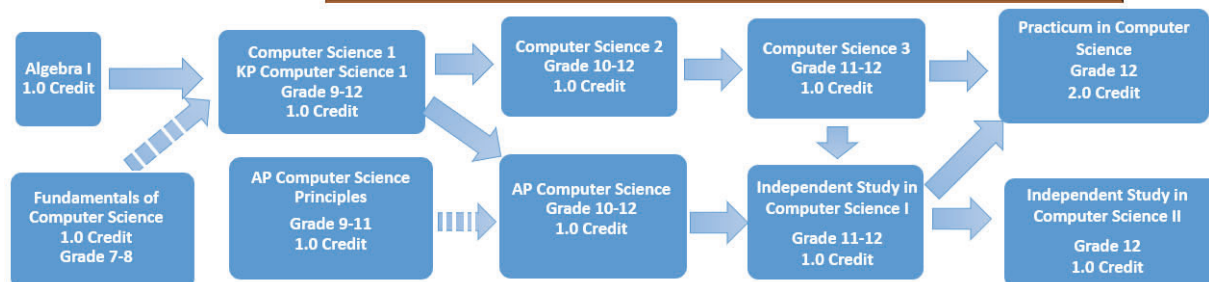 Algebra I
1.0 Credit
Computer Science 1
KP Computer Science 1
Grade 9-12
1.0 Credit
Computer Science 2
Grade 10-12
1.0 Credit
Computer Science 3
Grade 11-12
1.0 Credit
Practicum in Computer
Science
Grade 12
2.0 Credit
Fundamentals of
Computer Science
1.0 Credit
Grade 7-8
AP Computer Science
Principles
Grade 9-11
1.0 Credit
AP Computer Science
Grade 10-12
1.0 Credit
Independent Study in
Computer Science I
Grade 11-12
1.0 Credit
Independent Study in
Computer Science II
Grade 12
1.0 Credit